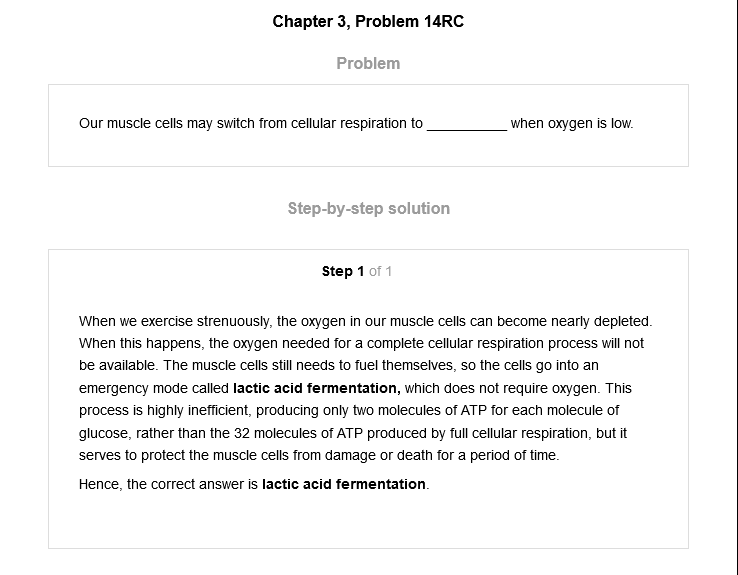 Chapter 3, Problem 14RC
Problem
Our muscle cells may switch from cellular respiration to __________ when oxygen is low.
Step-by-step solution
Step 1 of 1
When we exercise strenuously, the oxygen in our muscle cells can become nearly depleted.
When this happens, the oxygen needed for a complete cellular respiration process will not
be available. The muscle cells still needs to fuel themselves, so the cells go into an
emergency mode called lactic acid fermentation, which does not require oxygen. This
process is highly inefficient, producing only two molecules of ATP for each molecule of
glucose, rather than the 32 molecules of ATP produced by full cellular respiration, but it
serves to protect the muscle cells from damage or death for a period of time.
Hence, the correct answer is lactic acid fermentation.